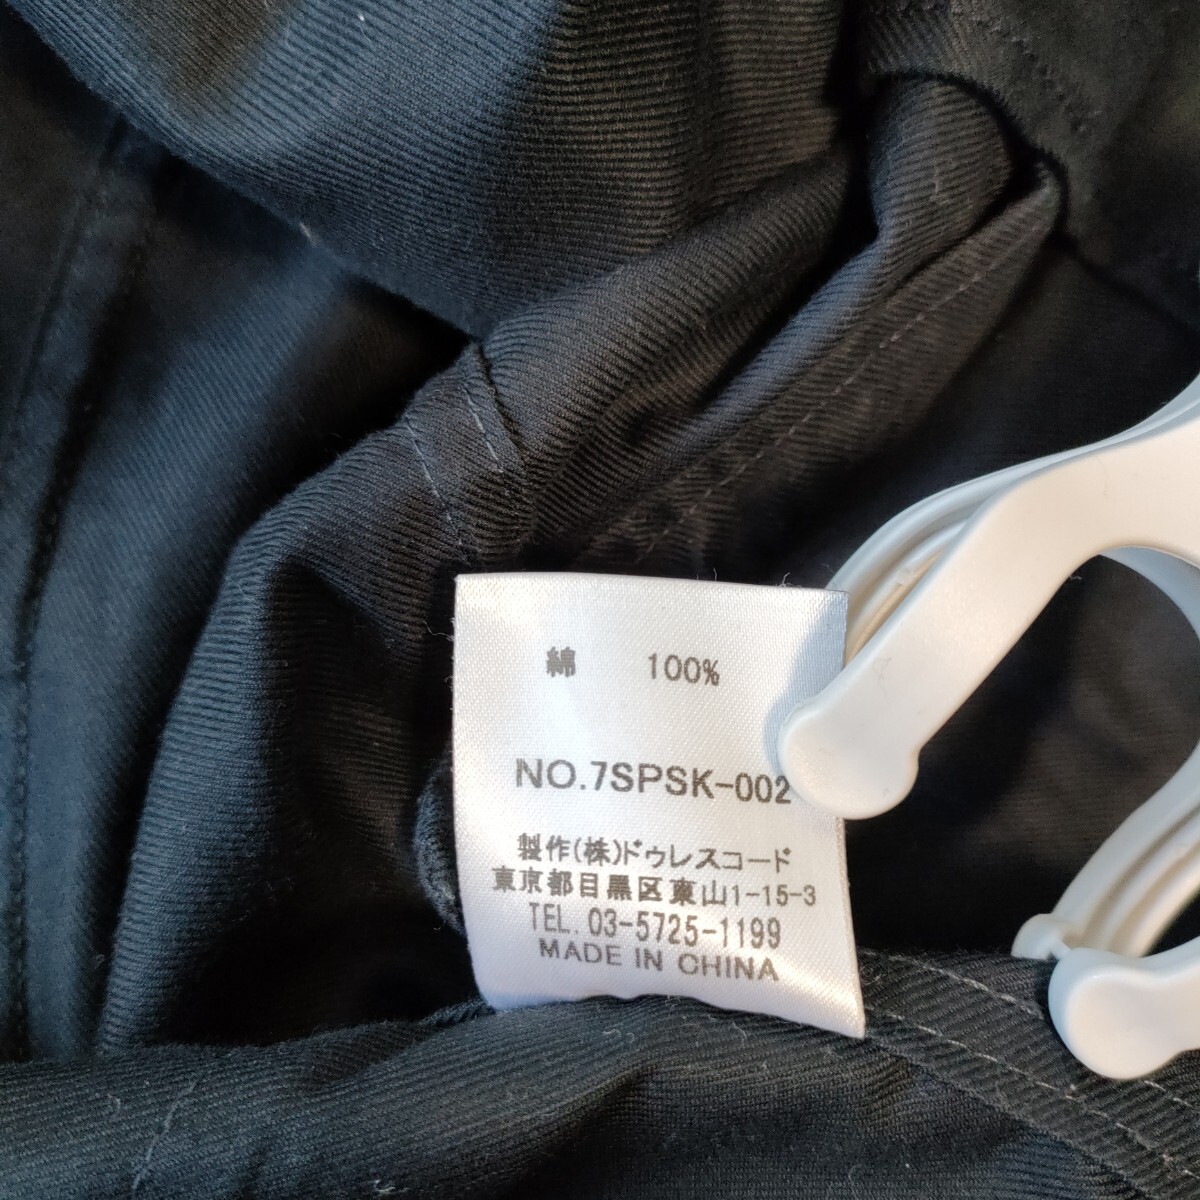 綿 100%
NO.7SPSK-002
製作(株)ドゥレスコード
東京都目黒区東山1-15-3
TEL. 03-5725-1199
MADE IN CHINA